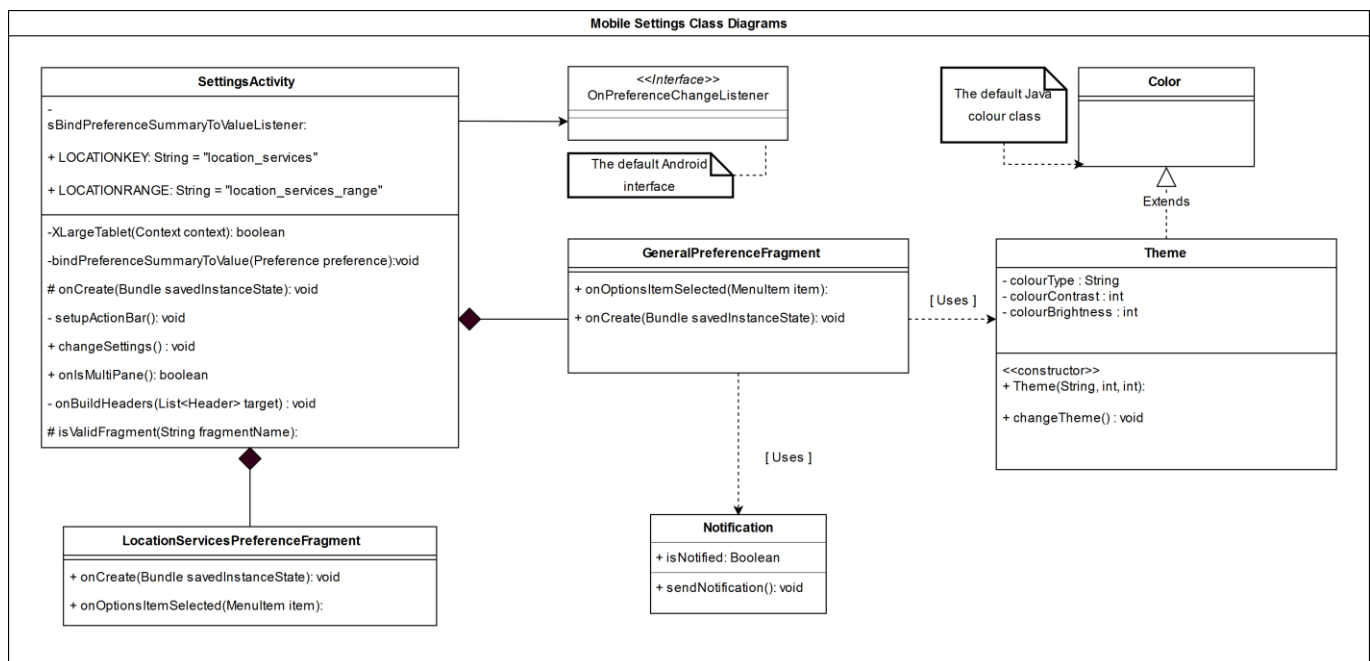 Mobile Settings Class Diagrams
SettingsActivity
-
sBindPreferenceSummaryToValueListener:
+ LOCATIONKEY: String = "location_services"
+ LOCATIONRANGE: String = "location_services_range"
-XLargeTablet(Context context): boolean
-bindPreferenceSummaryToValue(Preference preference):void
# onCreate(Bundle savedInstanceState): void
- setupActionBar(): void
+ changeSettings() : void
+ onIsMultiPane(): boolean
- onBuildHeaders(List<Header> target) : void
# isValidFragment(String fragmentName):
<<Interface>>
OnPreferenceChangeListener
The default Android
interface
The default Java
colour class
Color
Extends
GeneralPreferenceFragment
+ onOptionsItemSelected(MenuItem item):
+ onCreate(Bundle savedInstanceState): void
[ Uses ]
Theme
- colourType : String
- colourContrast : int
- colourBrightness : int
<<constructor>>
+ Theme(String, int, int):
+ changeTheme() : void
[ Uses ]
Notification
+ isNotified: Boolean
+ sendNotification(): void
LocationServicesPreferenceFragment
+ onCreate(Bundle savedInstanceState): void
+ onOptionsItemSelected(MenuItem item):